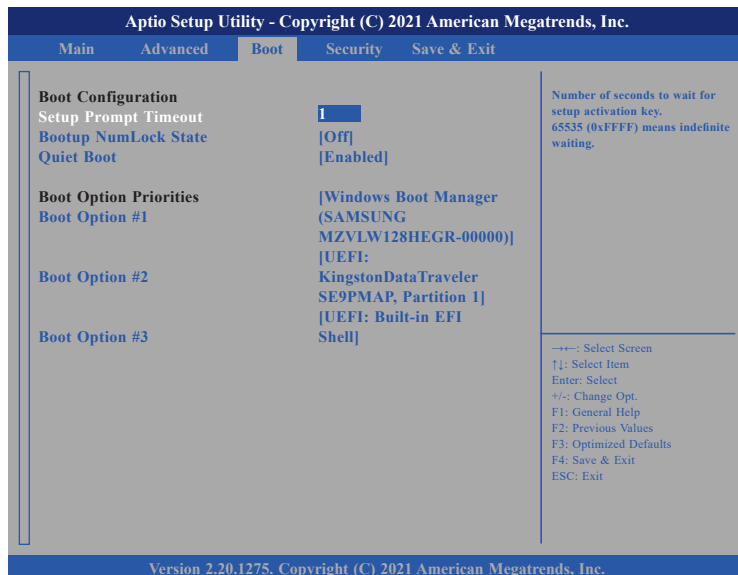 Aptio Setup Utility - Copyright (C) 2021 American Megatrends, Inc.
Main Advanced Boot Security Save & Exit
Boot Configuration
Setup Prompt Timeout 1
Bootup NumLock State [Off]
Quiet Boot [Enabled]
Boot Option Priorities [Windows Boot Manager
Boot Option #1 (SAMSUNG
MZVLW128HEGR-00000)]
[UEFI:
Boot Option #2 KingstonDataTraveler
SE9PMAP, Partition 1]
[UEFI: Built-in EFI
Boot Option #3 Shell]
Number of seconds to wait for
setup activation key.
65535 (0xFFFF) means indefinite
waiting.
→←: Select Screen
↑↓: Select Item
Enter: Select
+/-: Change Opt.
F1: General Help
F2: Previous Values
F3: Optimized Defaults
F4: Save & Exit
ESC: Exit
Version 2.20.1275. Copyright (C) 2021 American Megatrends, Inc.